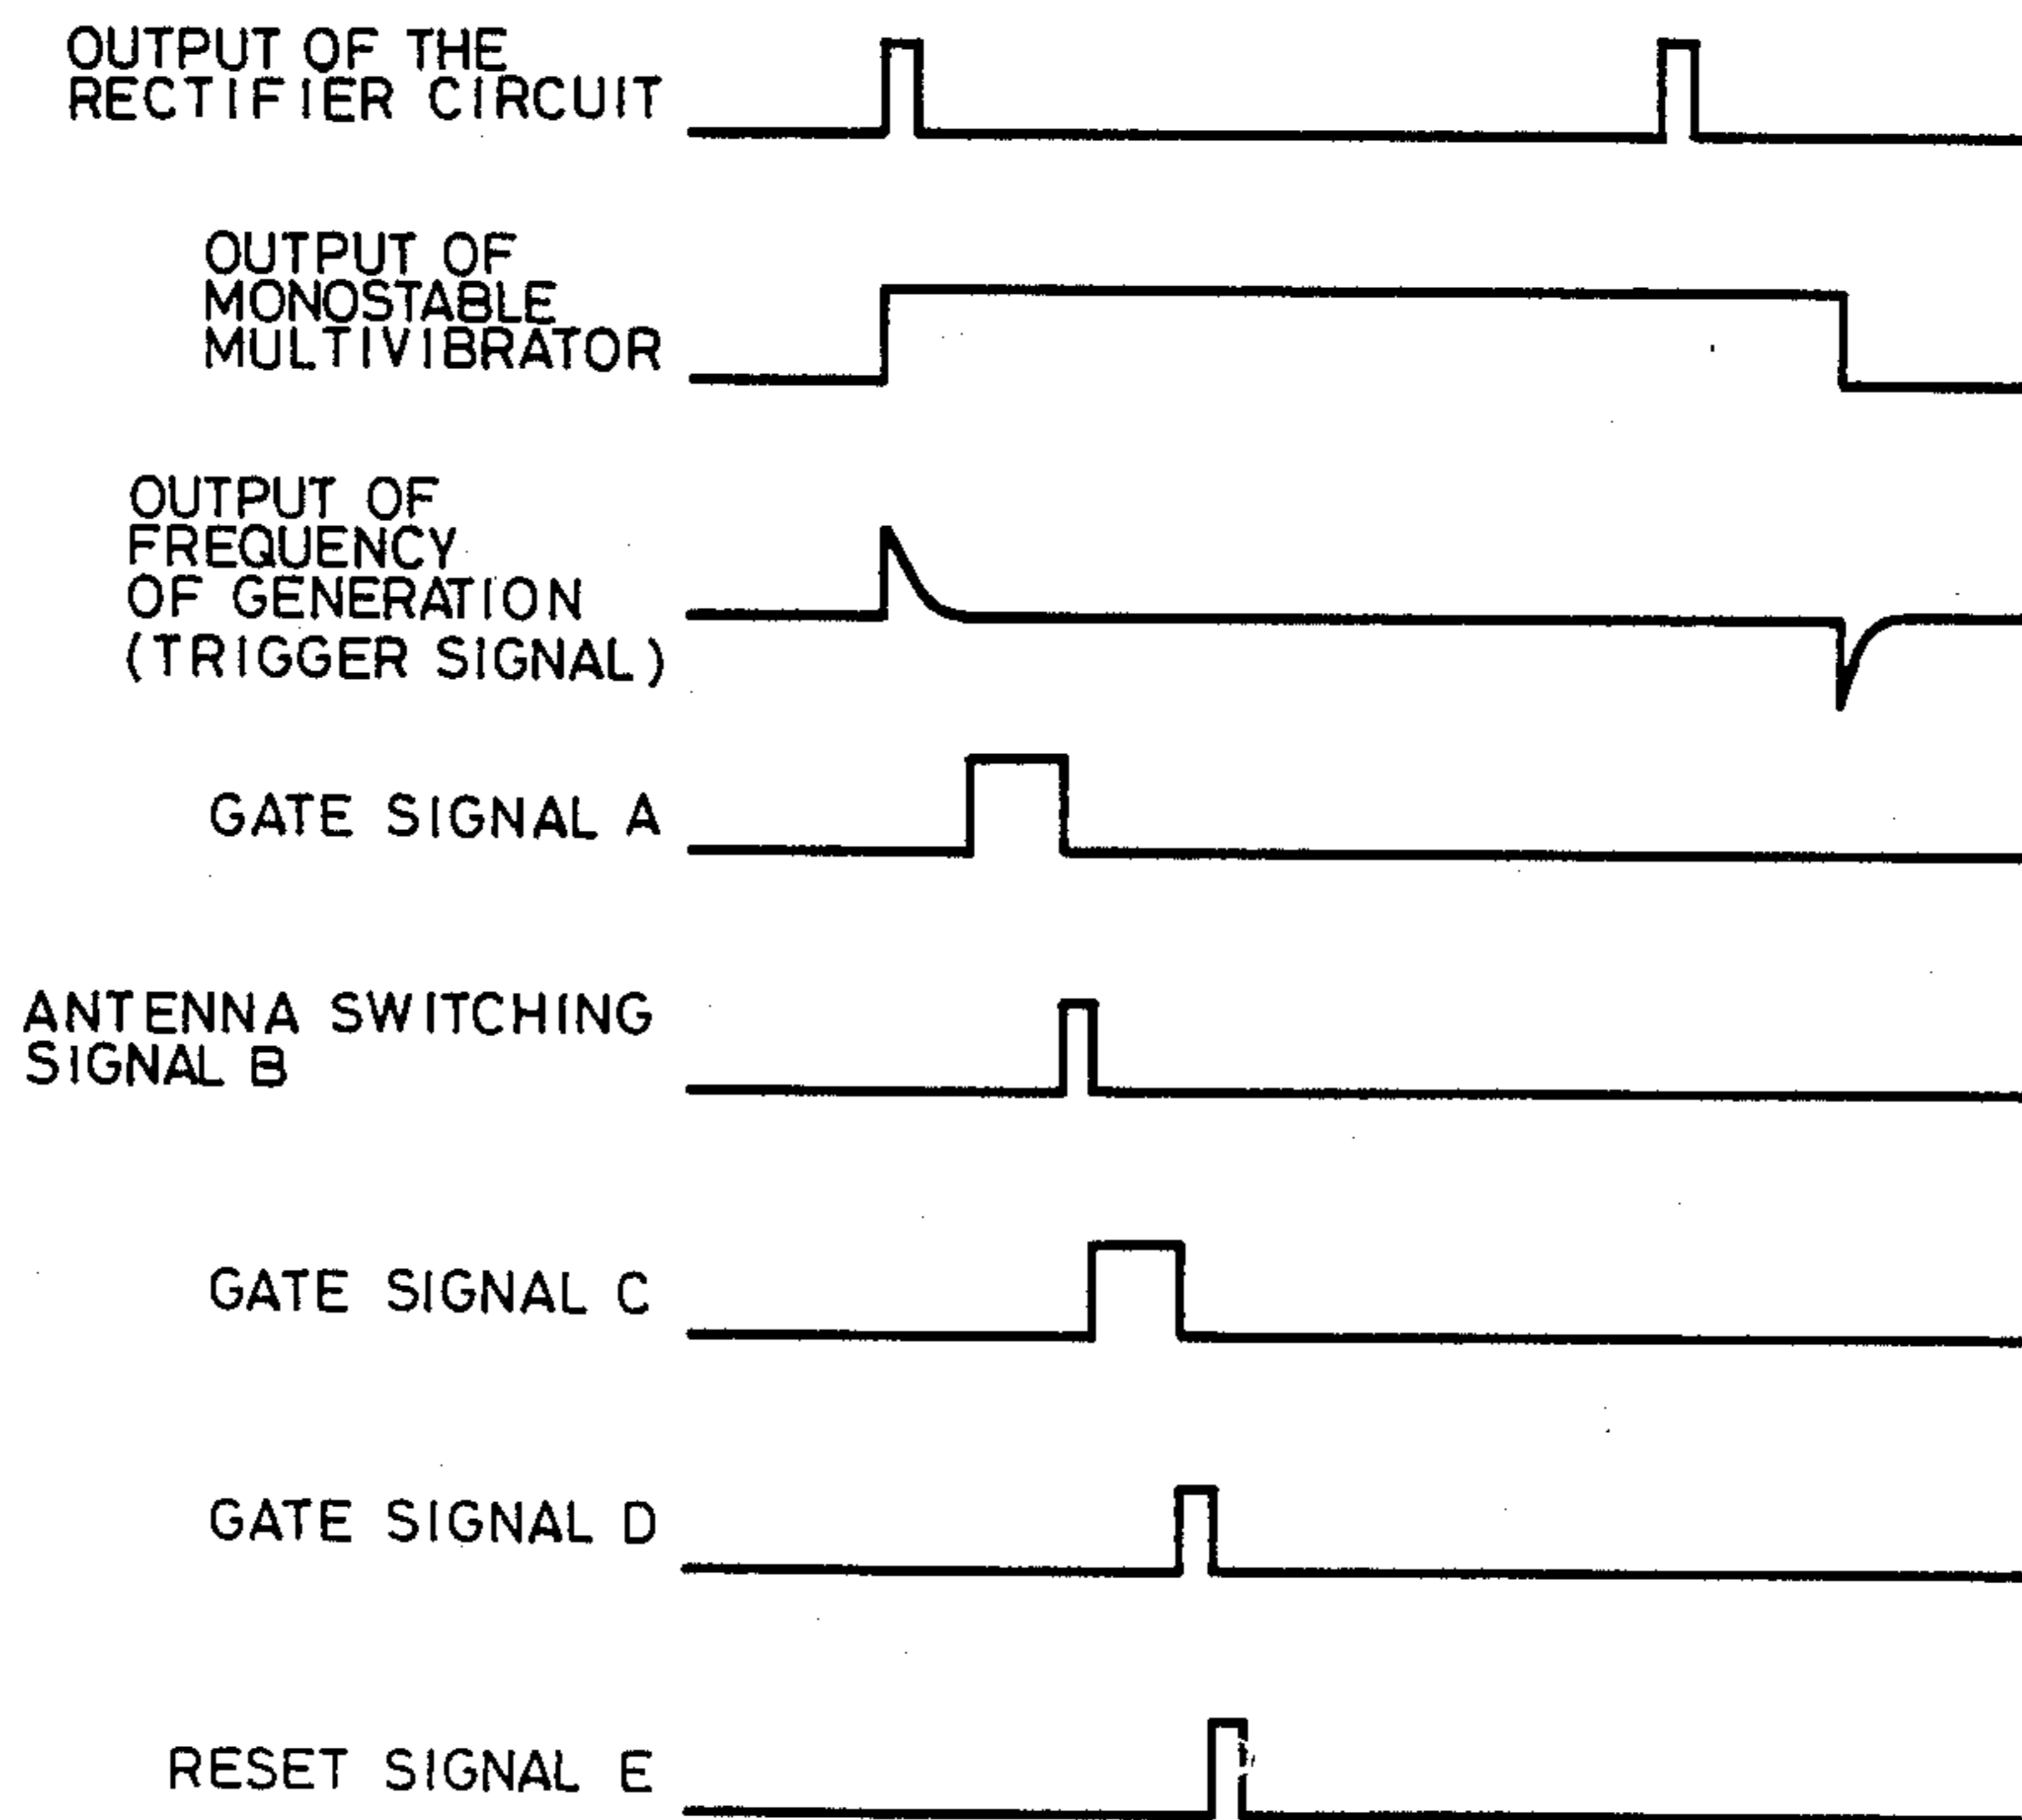 OUTPUT OF THE
RECTIFIER CIRCUIT
OUTPUT OF
MONOSTABLE
MULTIVIBRATOR
OUTPUT OF
FREQUENCY
OF GENERATION
(TRIGGER SIGNAL)
GATE SIGNAL A
ANTENNA SWITCHING
SIGNAL B
GATE SIGNAL C
GATE SIGNAL D
RESET SIGNAL E